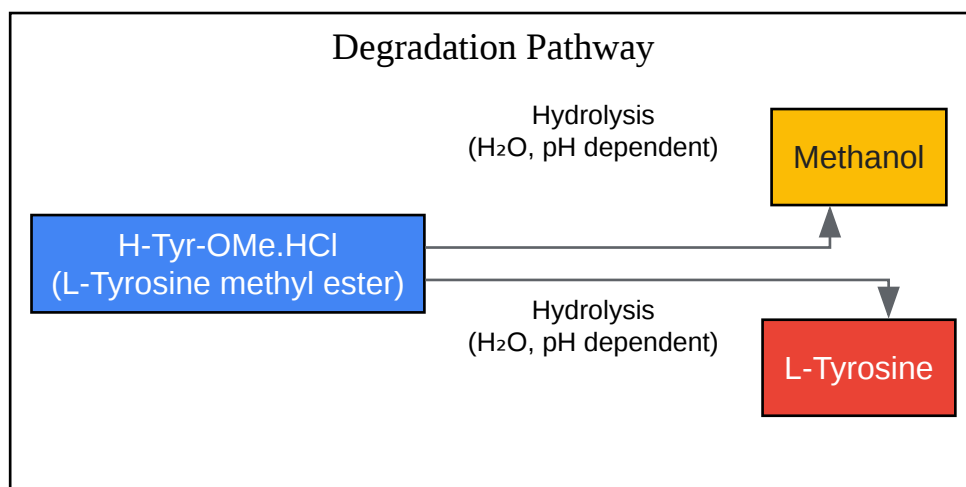 Degradation Pathway
Hydrolysis
(H₂O, pH dependent)
Methanol
H-Tyr-OMe.HCl
(L-Tyrosine methyl ester)
Hydrolysis
(H₂O, pH dependent)
L-Tyrosine